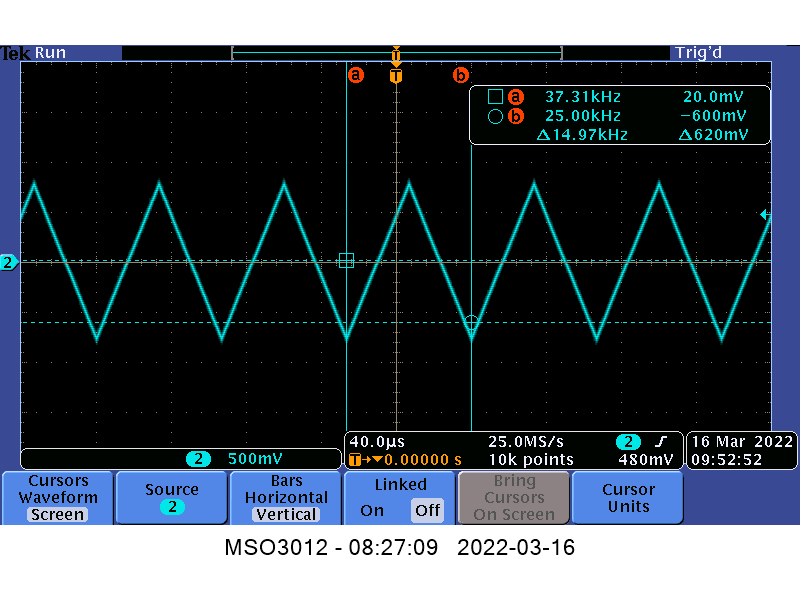 Tek Run Trig'd
T
a b
T
a 37.31kHz 20.0mV
b 25.00kHz −600mV
Δ14.97kHz Δ620mV
2
40.0µs 25.0MS/s 2
2 500mV T→▼0.00000 s 10k points 480mV
16 Mar 2022
09:52:52
Cursors
Waveform
Screen
Source
2
Bars
Horizontal
Vertical
Linked
On Off
Bring
Cursors
On Screen
Cursor
Units
MSO3012 - 08:27:09 2022-03-16